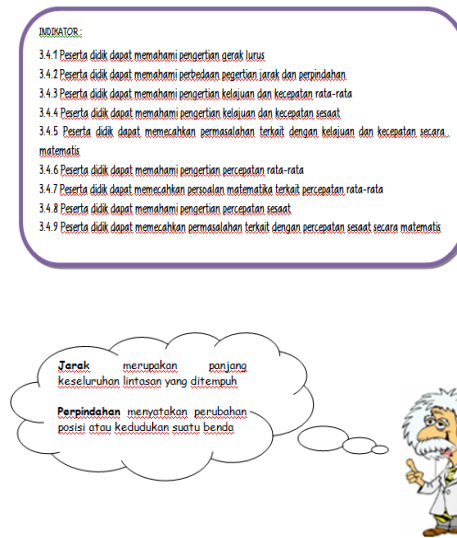 INDIKATOR :
3.4.1 Peserta didik dapat memahami pengertian gerak lurus
3.4.2 Peserta didik dapat memahami perbedaan pegertian jarak dan perpindahan
3.4.3 Peserta didik dapat memahami pengertian kelajuan dan kecepatan rata-rata
3.4.4 Peserta didik dapat memahami pengertian kelajuan dan kecepatan sesaat
3.4.5 Peserta didik dapat memecahkan permasalahan terkait dengan kelajuan dan kecepatan secara
matematis
3.4.6 Peserta didik dapat memahami pengertian percepatan rata-rata
3.4.7 Peserta didik dapat memecahkan persoalan matematika terkait percepatan rata-rata
3.4.8 Peserta didik dapat memahami pengertian percepatan sesaat
3.4.9 Peserta didik dapat memecahkan permasalahan terkait dengan percepatan sesaat secara matematis
Jarak merupakan panjang
keseluruhan lintasan yang ditempuh
Perpindahan menyatakan perubahan
posisi atau kedudukan suatu benda